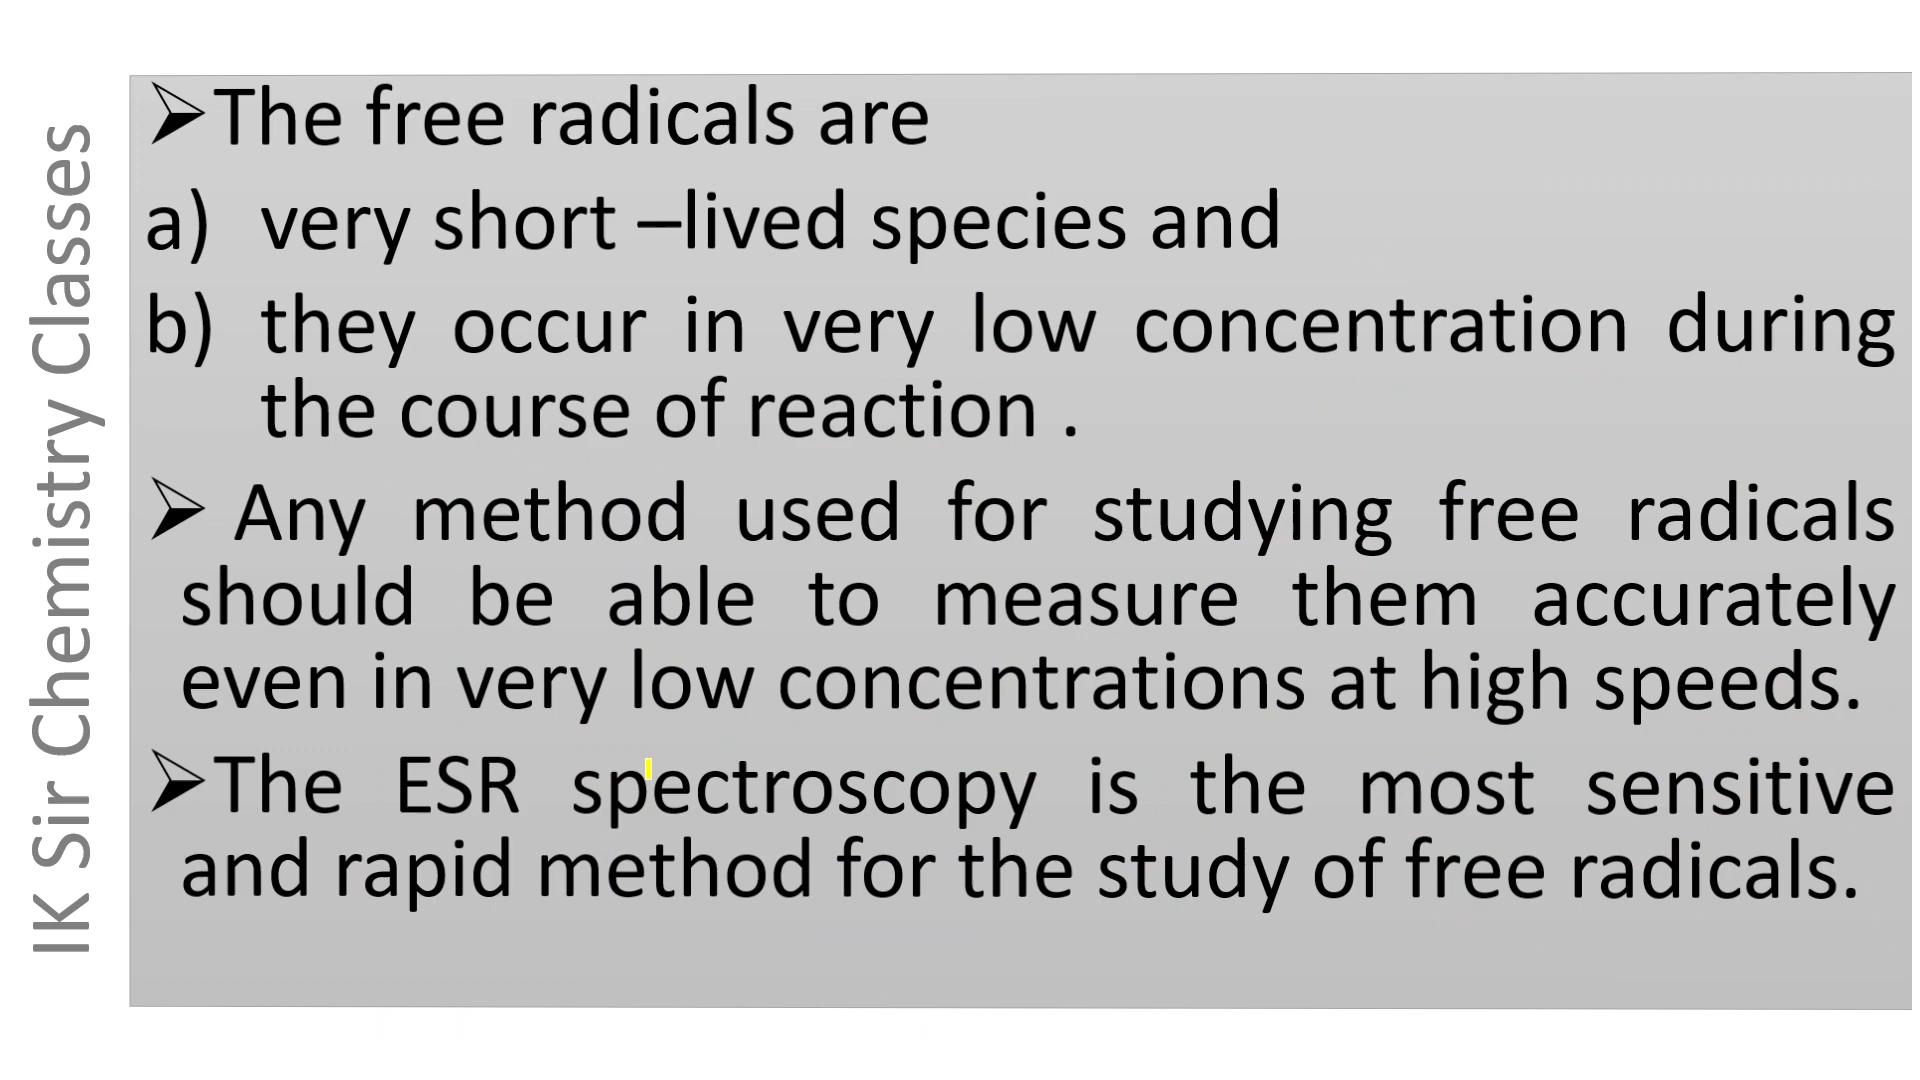 IK Sir Chemistry Classes
➢The free radicals are
a) very short –lived species and
b) they occur in very low concentration during
the course of reaction .
➢ Any method used for studying free radicals
should be able to measure them accurately
even in very low concentrations at high speeds.
➢The ESR spectroscopy is the most sensitive
and rapid method for the study of free radicals.